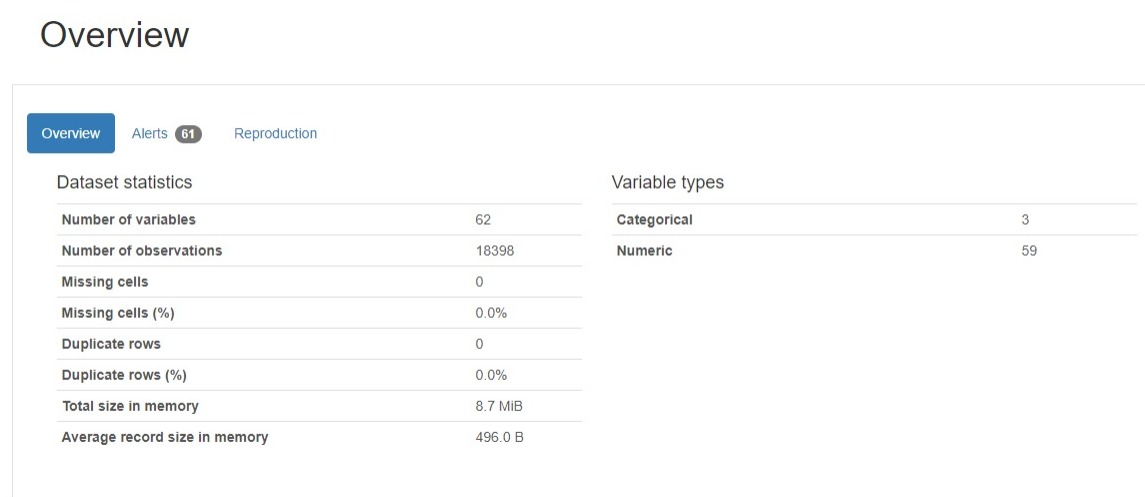 Overview
Overview Alerts 61 Reproduction
Dataset statistics
Number of variables 62
Number of observations 18398
Missing cells 0
Missing cells (%) 0.0%
Duplicate rows 0
Duplicate rows (%) 0.0%
Total size in memory 8.7 MiB
Average record size in memory 496.0 B
Variable types
Categorical 3
Numeric 59